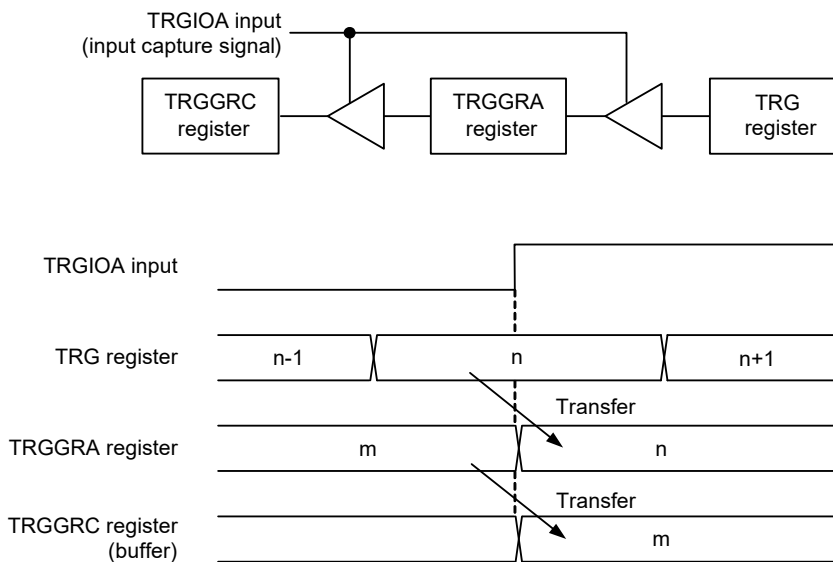 TRGIOA input
(input capture signal)
TRGGRC
register
TRGGRA
register
TRG
register
TRGIOA input
TRG register
n-1
n
n+1
Transfer
TRGGRA register
m
n
Transfer
TRGGRC register
(buffer)
m